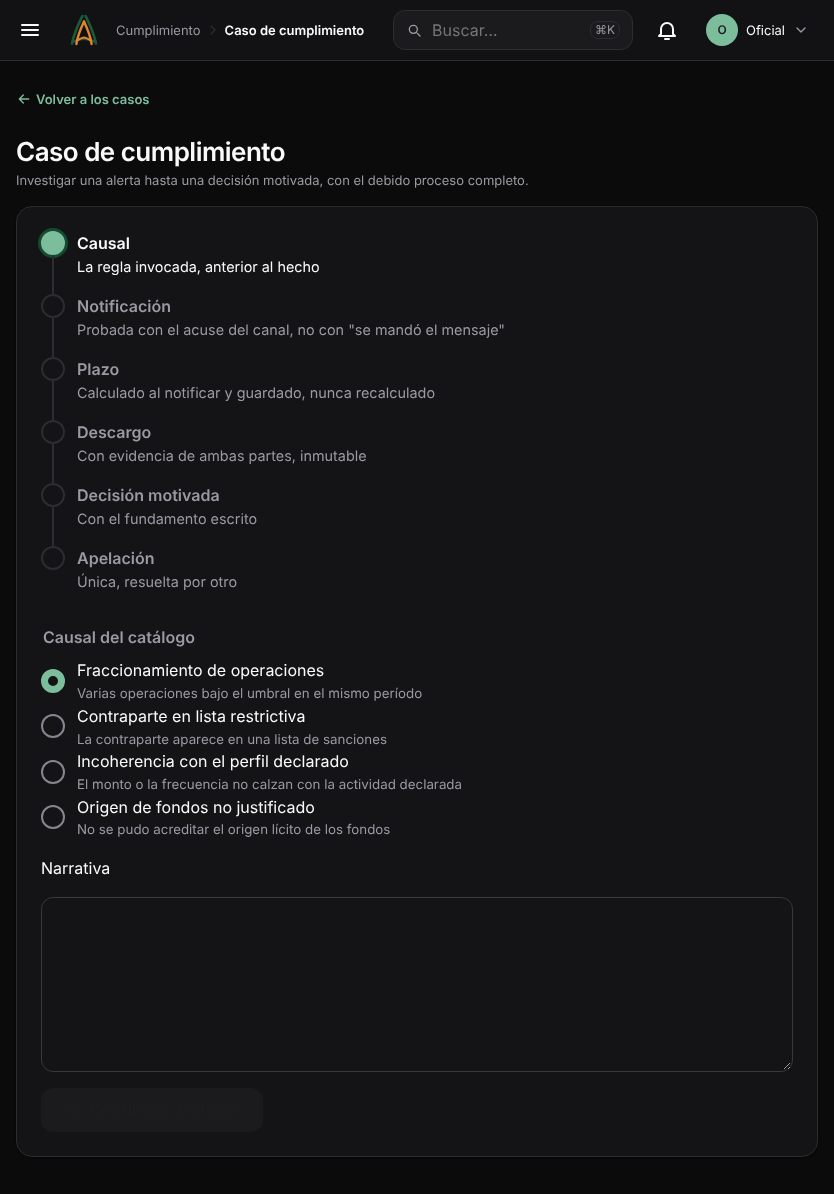 Cumplimiento
Caso de cumplimiento
Buscar...
⌘K
O
Oficial
← Volver a los casos
Caso de cumplimiento
Investigar una alerta hasta una decisión motivada, con el debido proceso completo.
Causal
La regla invocada, anterior al hecho
Notificación
Probada con el acuse del canal, no con "se mandó el mensaje"
Plazo
Calculado al notificar y guardado, nunca recalculado
Descargo
Con evidencia de ambas partes, inmutable
Decisión motivada
Con el fundamento escrito
Apelación
Única, resuelta por otro
Causal del catálogo
Fraccionamiento de operaciones
Varias operaciones bajo el umbral en el mismo período
Contraparte en lista restrictiva
La contraparte aparece en una lista de sanciones
Incoherencia con el perfil declarado
El monto o la frecuencia no calzan con la actividad declarada
Origen de fondos no justificado
No se pudo acreditar el origen lícito de los fondos
Narrativa